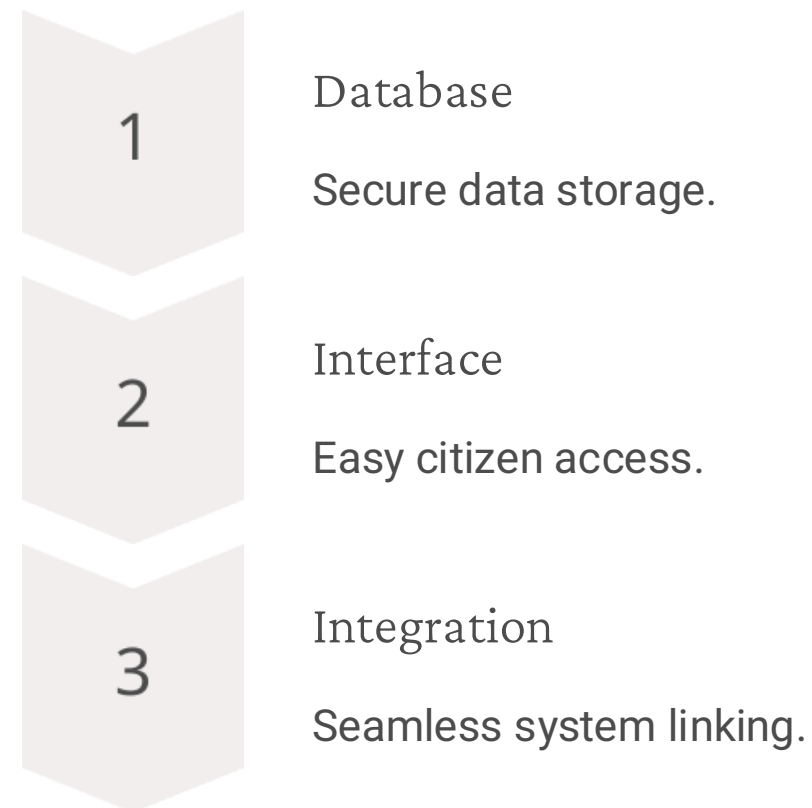 1
Database
Secure data storage.
2
Interface
Easy citizen access.
3
Integration
Seamless system linking.